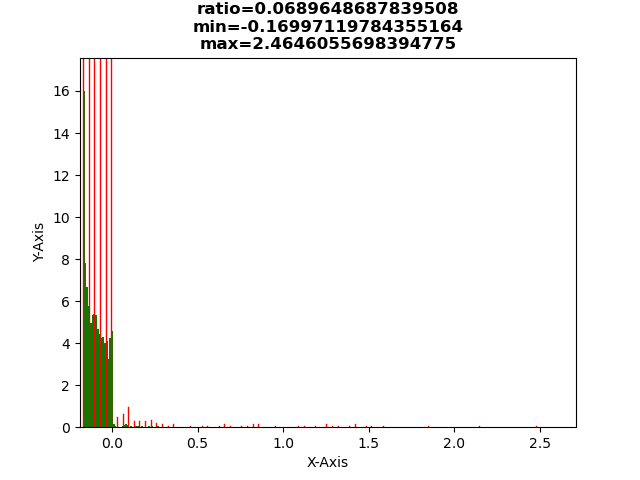 ratio=0.0689648687839508
min=-0.16997119784355164
max=2.4646055698394775
16
14
12
10
8
6
4
2
0
Y-Axis
0.0 0.5 1.0 1.5 2.0 2.5
X-Axis